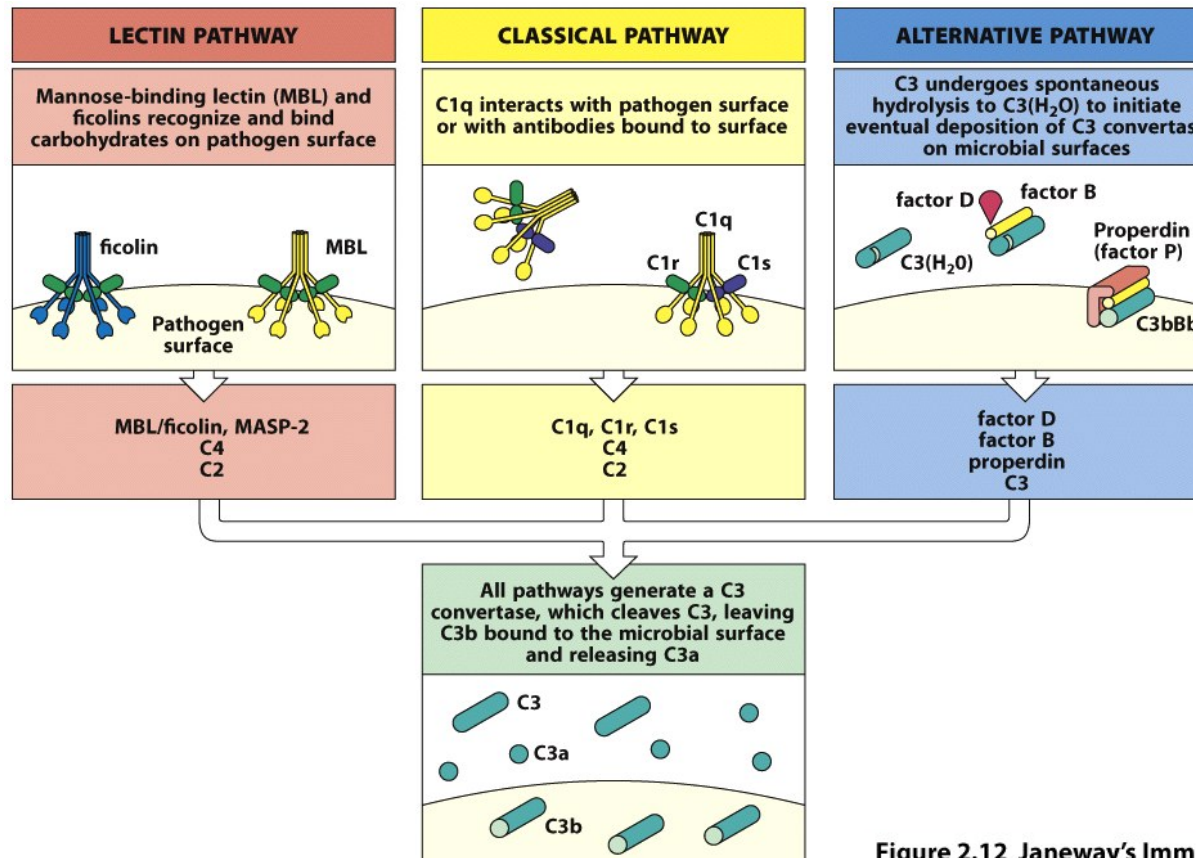 LECTIN PATHWAY
Mannose-binding lectin (MBL) and
ficolins recognize and bind
carbohydrates on pathogen surface
ficolin
MBL
Pathogen
surface
MBL/ficolin, MASP-2
C4
C2
CLASSICAL PATHWAY
C1q interacts with pathogen surface
or with antibodies bound to surface
C1q
C1r
C1s
C1q, C1r, C1s
C4
C2
ALTERNATIVE PATHWAY
C3 undergoes spontaneous
hydrolysis to C3(H₂O) to initiate
eventual deposition of C3 convertas
on microbial surfaces
factor D
factor B
C3(H₂0)
Properdin
(factor P)
C3bBb
factor D
factor B
properdin
C3
All pathways generate a C3
convertase, which cleaves C3, leaving
C3b bound to the microbial surface
and releasing C3a
C3
C3a
C3b
Figure 2.12 Janeway's Imm